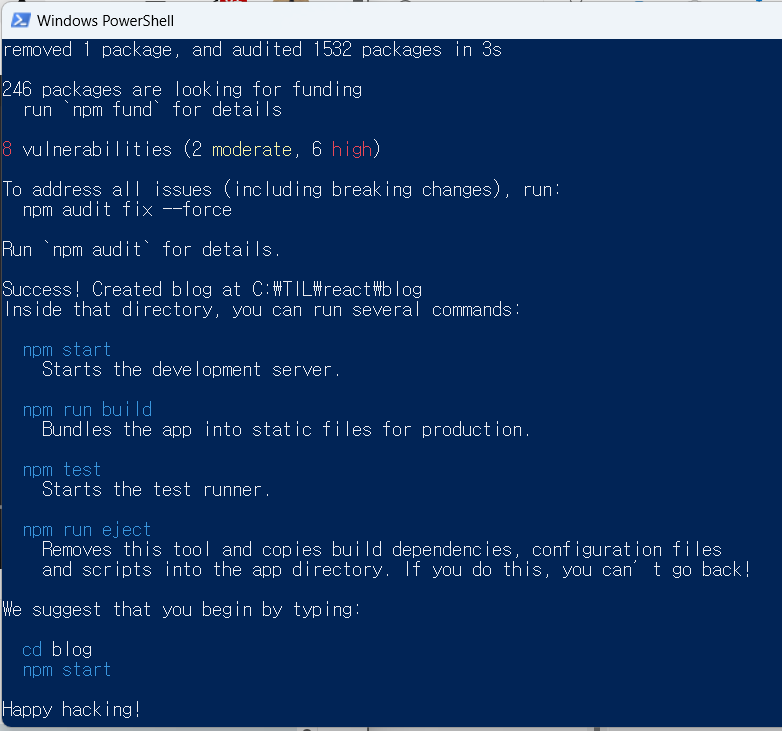 Windows PowerShell
removed 1 package, and audited 1532 packages in 3s
246 packages are looking for funding
run `npm fund` for details
8 vulnerabilities (2 moderate, 6 high)
To address all issues (including breaking changes), run:
npm audit fix --force
Run `npm audit` for details.
Success! Created blog at C:₩TIL₩react₩blog
Inside that directory, you can run several commands:
npm start
Starts the development server.
npm run build
Bundles the app into static files for production.
npm test
Starts the test runner.
npm run eject
Removes this tool and copies build dependencies, configuration files
and scripts into the app directory. If you do this, you can’t go back!
We suggest that you begin by typing:
cd blog
npm start
Happy hacking!